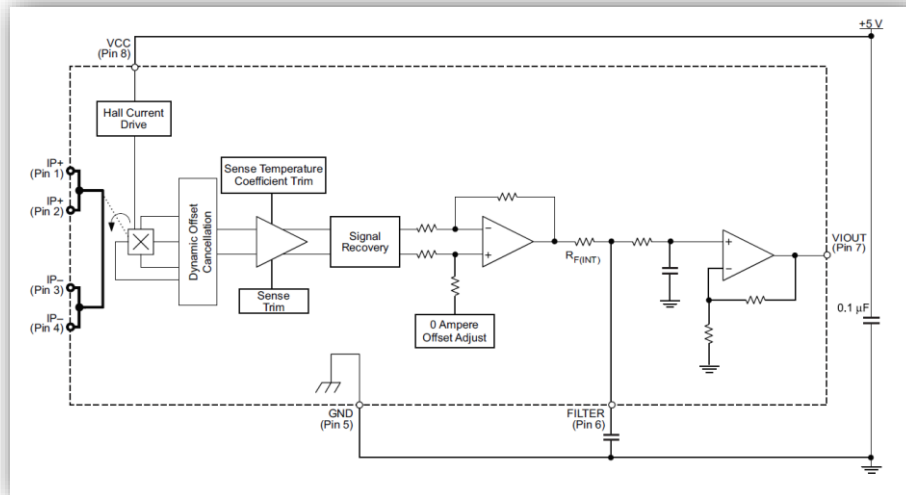 +5 V
VCC
(Pin 8)
Hall Current
Drive
IP+
(Pin 1)
IP+
(Pin 2)
IP−
(Pin 3)
IP−
(Pin 4)
Dynamic Offset
Cancellation
Sense Temperature
Coefficient Trim
Sense
Trim
Signal
Recovery
0 Ampere
Offset Adjust
−
+
RF(INT)
+
−
VIOUT
(Pin 7)
0.1 µF
GND
(Pin 5)
FILTER
(Pin 6)